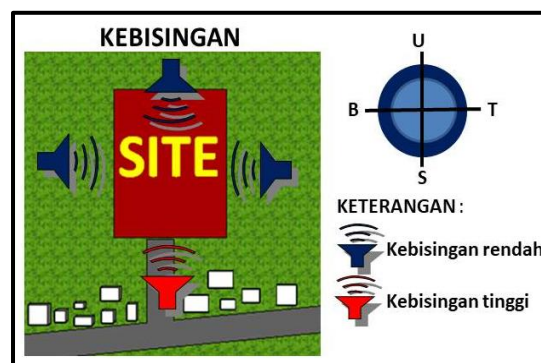 KEBISINGAN
SITE
U
B
T
S
KETERANGAN :
Kebisingan rendah
Kebisingan tinggi